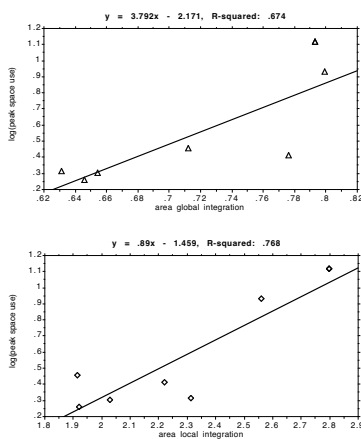 y = 3.792x - 2.171, R-squared: .674
1.2
1.1
1
.9
.8
.7
.6
.5
.4
.3
.2
log(peak space use)
.62 .64 .66 .68 .7 .72 .74 .76 .78 .8 .82
area global integration
y = .89x - 1.459, R-squared: .768
1.2
1.1
1
.9
.8
.7
.6
.5
.4
.3
.2
log(peak space use)
1.8 1.9 2 2.1 2.2 2.3 2.4 2.5 2.6 2.7 2.8 2.9
area local integration